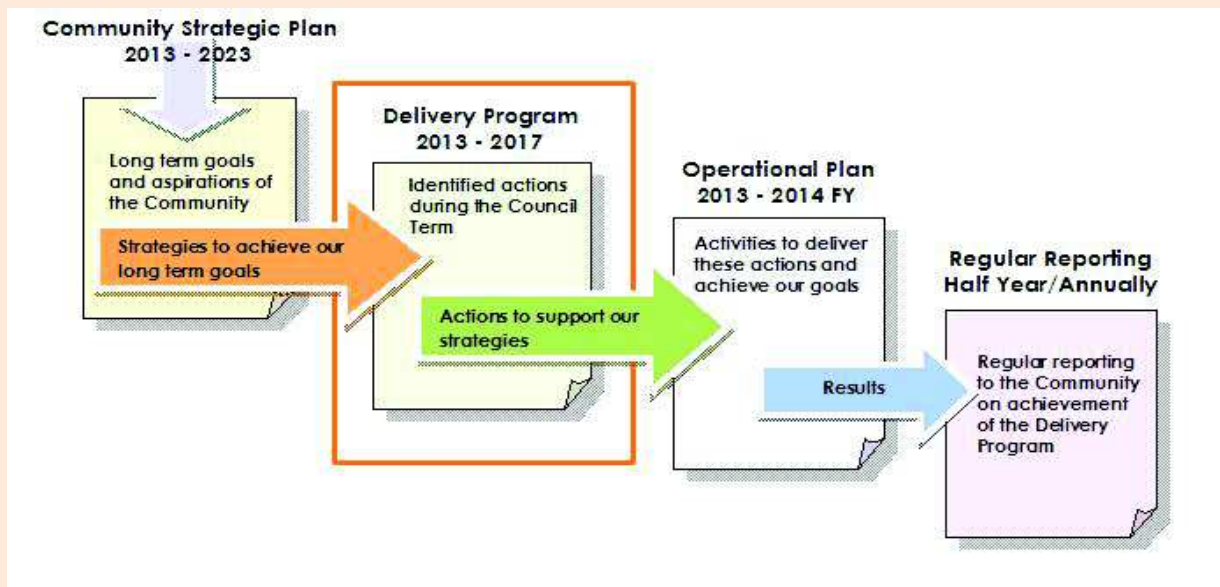 Community Strategic Plan
2013 - 2023
Long term goals
and aspirations of
the Community
Strategies to achieve our
long term goals
Delivery Program
2013 - 2017
Identified actions
during the Council
Term
Actions to support our
strategies
Operational Plan
2013 - 2014 FY
Activities to deliver
these actions and
achieve our goals
Results
Regular Reporting
Half Year/Annually
Regular reporting
to the Community
on achievement
of the Delivery
Program